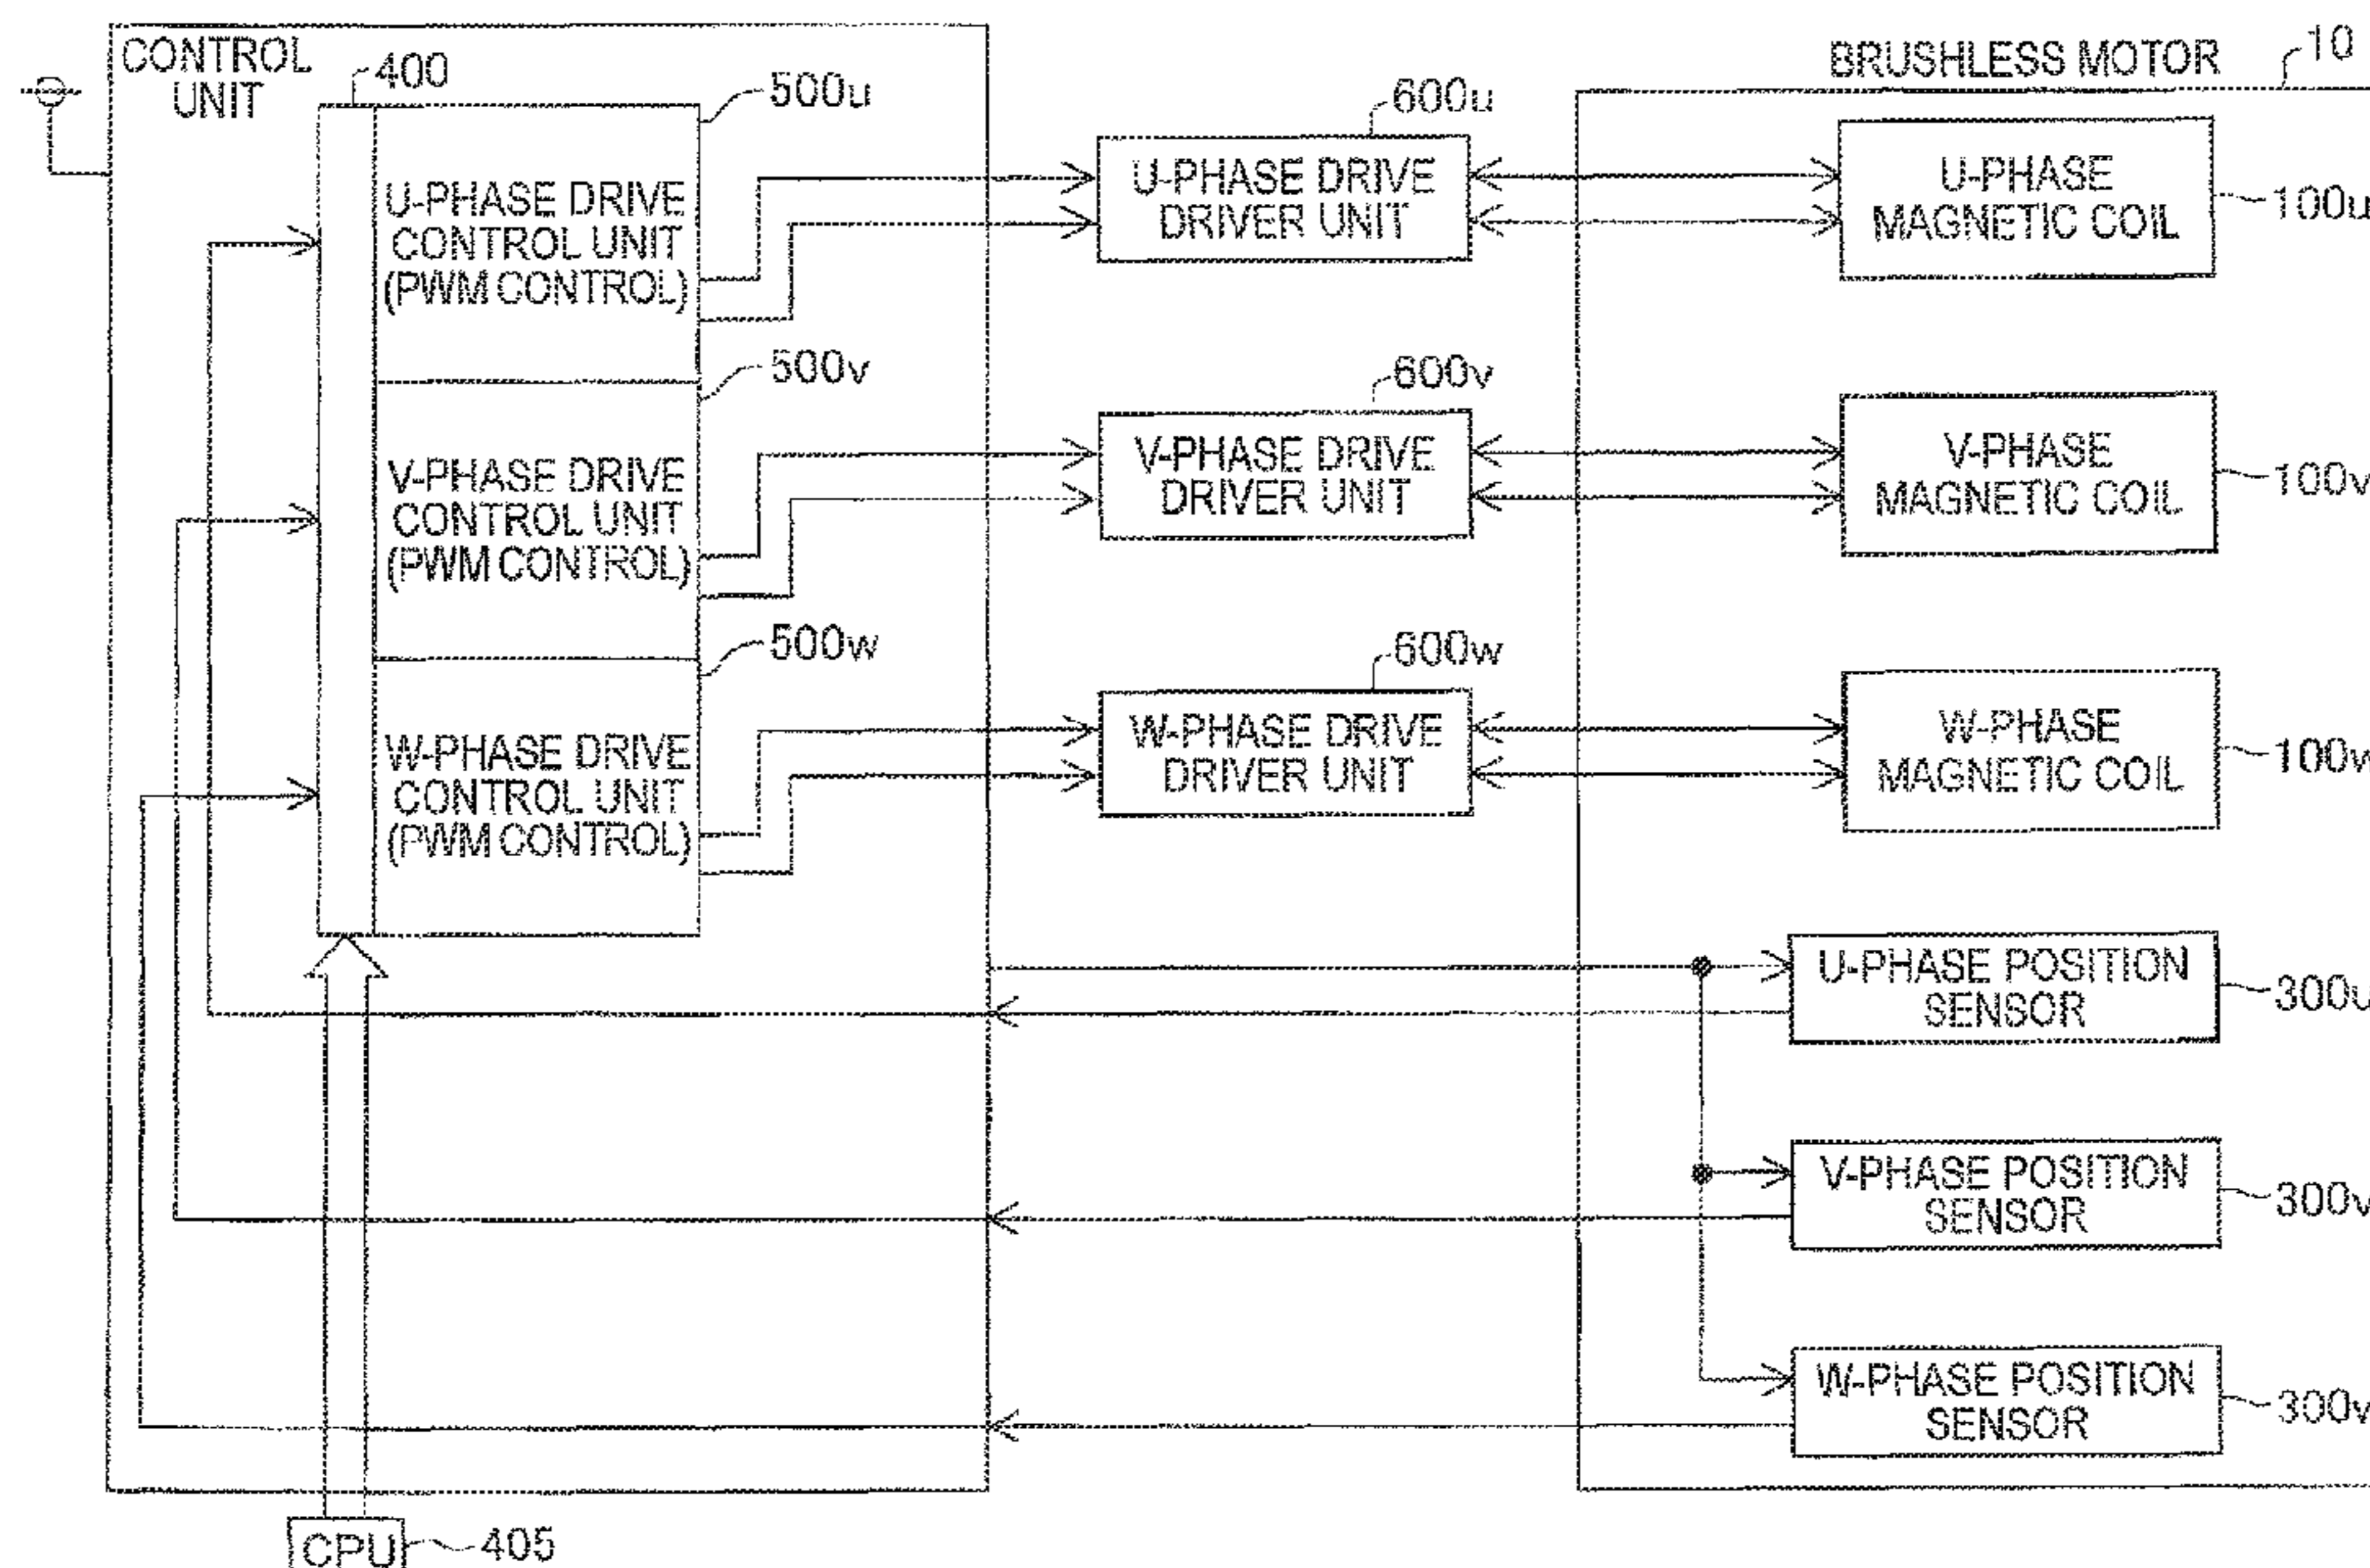 CONTROL
UNIT
400
500u
U-PHASE DRIVE
CONTROL UNIT
(PWM CONTROL)
500v
V-PHASE DRIVE
CONTROL UNIT
(PWM CONTROL)
500w
W-PHASE DRIVE
CONTROL UNIT
(PWM CONTROL)
600u
U-PHASE DRIVE
DRIVER UNIT
600v
V-PHASE DRIVE
DRIVER UNIT
600w
W-PHASE DRIVE
DRIVER UNIT
BRUSHLESS MOTOR
10
U-PHASE
MAGNETIC COIL
100u
V-PHASE
MAGNETIC COIL
100v
W-PHASE
MAGNETIC COIL
100w
U-PHASE POSITION
SENSOR
300u
V-PHASE POSITION
SENSOR
300v
W-PHASE POSITION
SENSOR
CPU
405